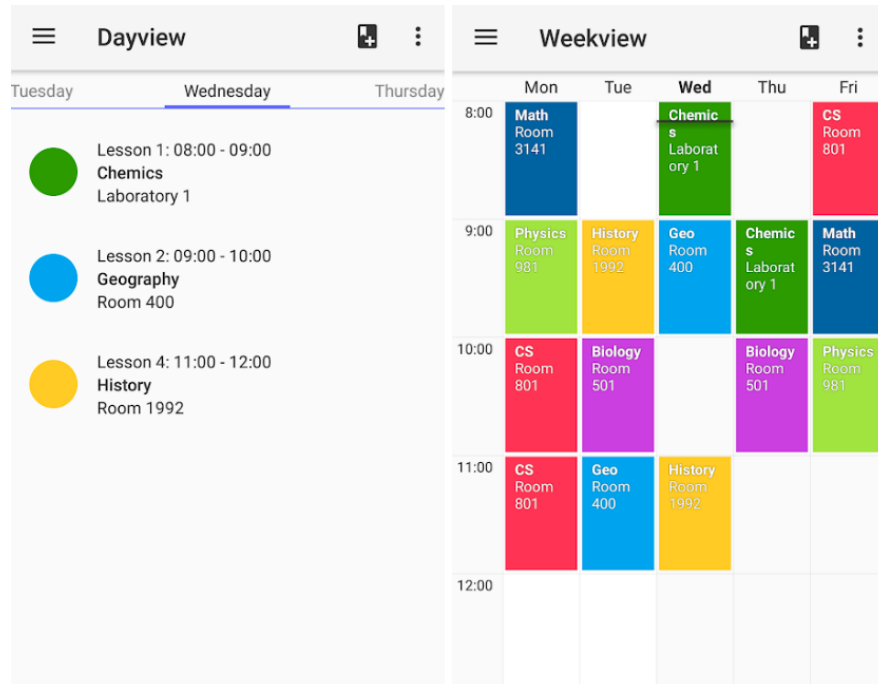 Dayview
Tuesday Wednesday Thursday
Lesson 1: 08:00 - 09:00
Chemics
Laboratory 1
Lesson 2: 09:00 - 10:00
Geography
Room 400
Lesson 4: 11:00 - 12:00
History
Room 1992
Weekview
Mon Tue Wed Thu Fri
8:00
Math
Room
3141
Chemic
s
Laborat
ory 1
CS
Room
801
9:00
Physics
Room
981
History
Room
1992
Geo
Room
400
Chemic
s
Laborat
ory 1
Math
Room
3141
10:00
CS
Room
801
Biology
Room
501
Biology
Room
501
Physics
Room
981
11:00
CS
Room
801
Geo
Room
400
History
Room
1992
12:00